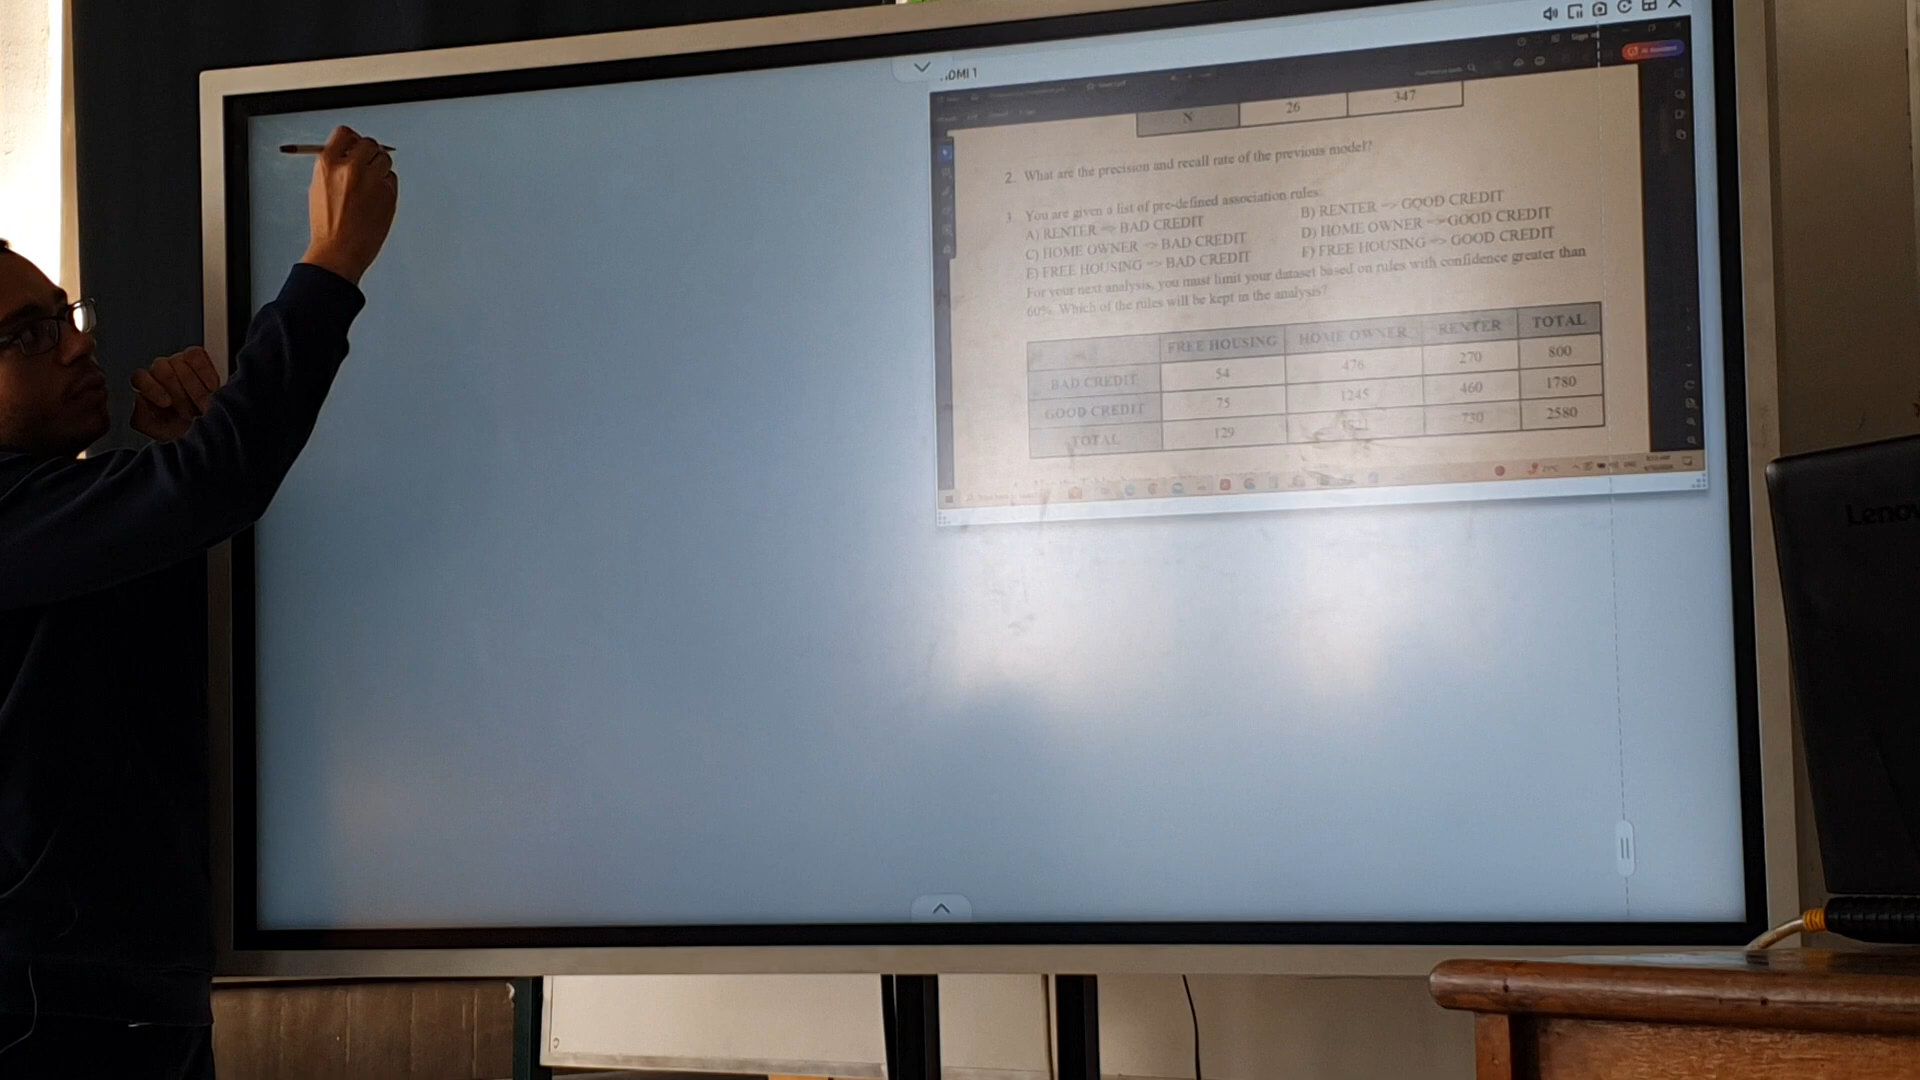 HDMI 1
N 26 347
2. What are the precision and recall rate of the previous model?
3. You are given a list of pre-defined association rules:
A) RENTER => BAD CREDIT B) RENTER => GOOD CREDIT
C) HOME OWNER => BAD CREDIT D) HOME OWNER => GOOD CREDIT
E) FREE HOUSING => BAD CREDIT F) FREE HOUSING => GOOD CREDIT
For your next analysis, you must limit your dataset based on rules with confidence greater than
60%. Which of the rules will be kept in the analysis?
FREE HOUSING HOME OWNER RENTER TOTAL
BAD CREDIT 54 476 270 800
GOOD CREDIT 75 1245 460 1780
TOTAL 129 730 2580
Lenovo